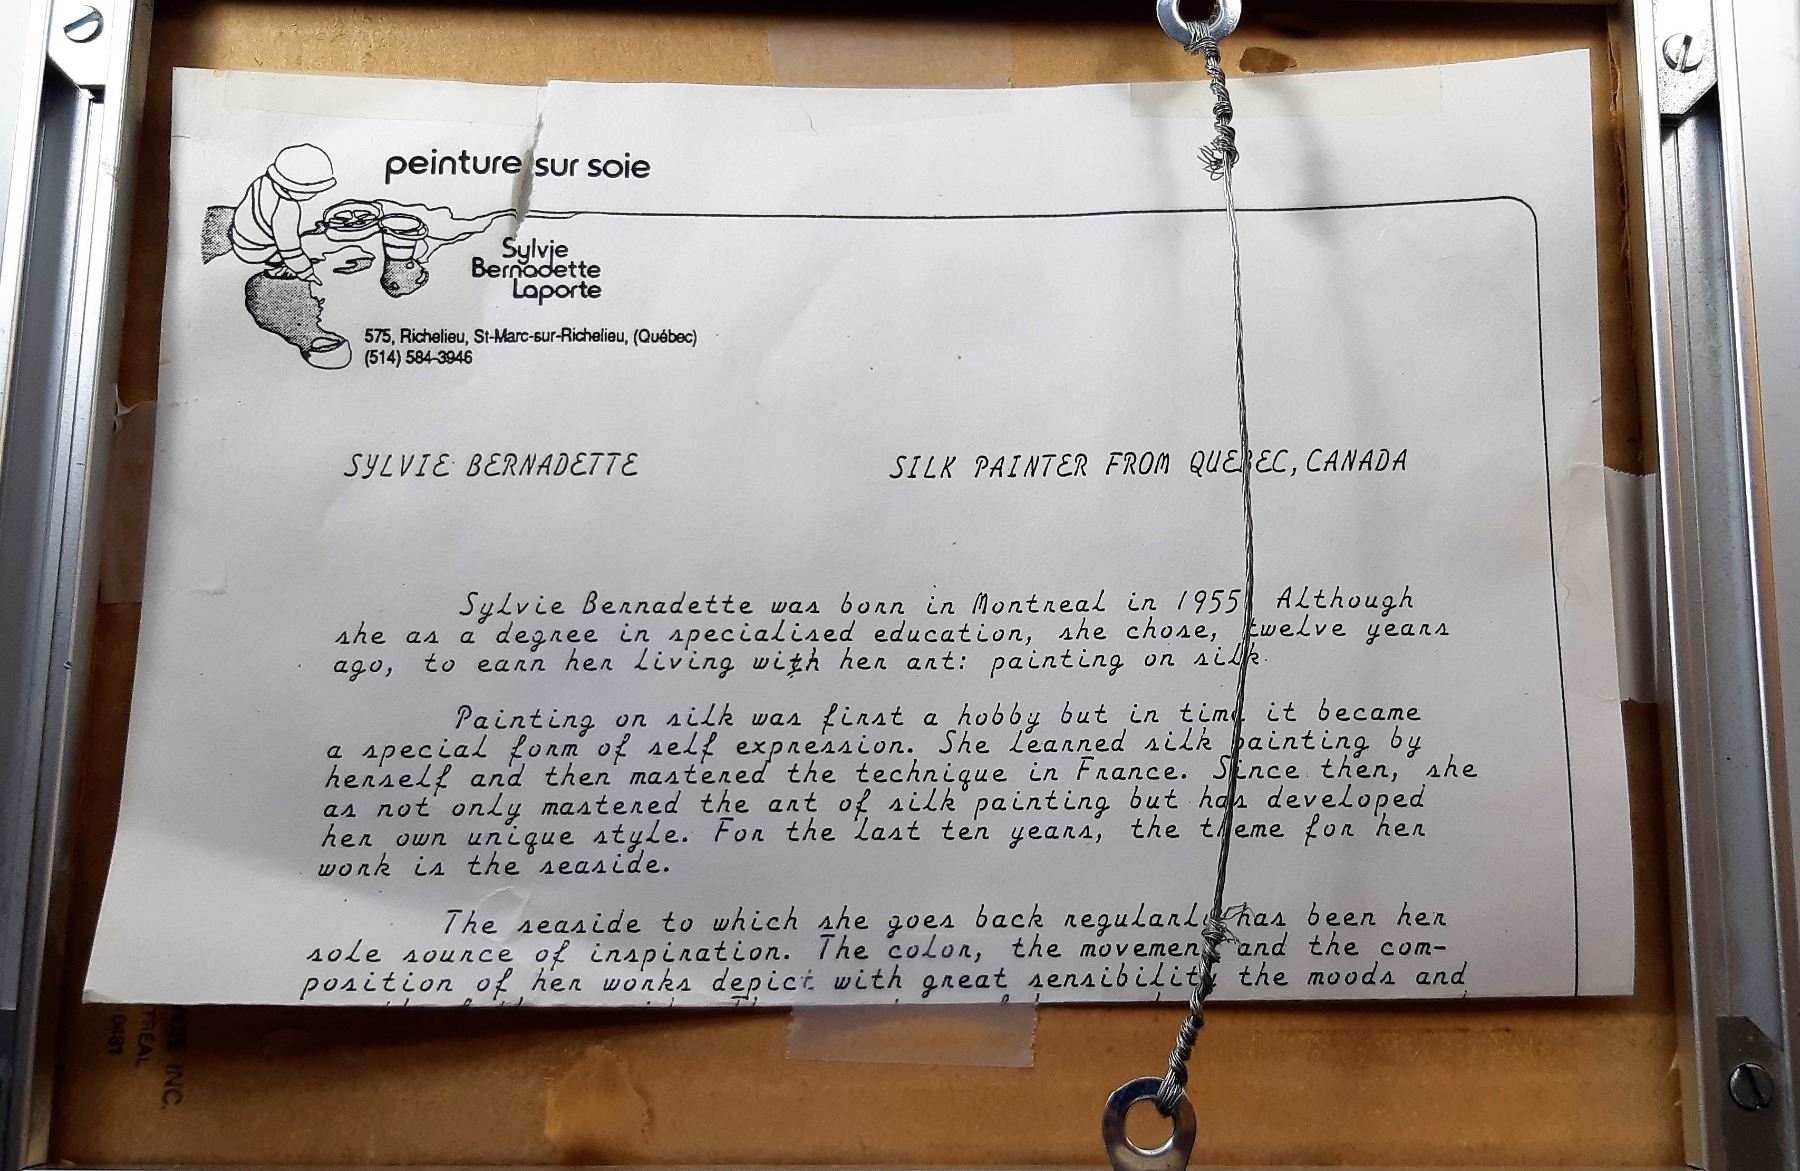 peinture sur soie
Sylvie
Bernadette
Laporte
575, Richelieu, St-Marc-sur-Richelieu, (Québec)
(514) 584-3946
SYLVIE BERNADETTE SILK PAINTER FROM QUEBEC, CANADA
Sylvie Bernadette was born in Montreal in 1955. Although
she as a degree in specialised education, she chose, twelve years
ago, to earn her living with her art: painting on silk.
Painting on silk was first a hobby but in time it became
a special form of self expression. She learned silk painting by
herself and then mastered the technique in France. Since then, she
as not only mastered the art of silk painting but has developed
her own unique style. For the last ten years, the theme for her
work is the seaside.
The seaside to which she goes back regularly has been her
sole source of inspiration. The color, the movement and the com-
position of her works depict with great sensibility the moods and
INC.